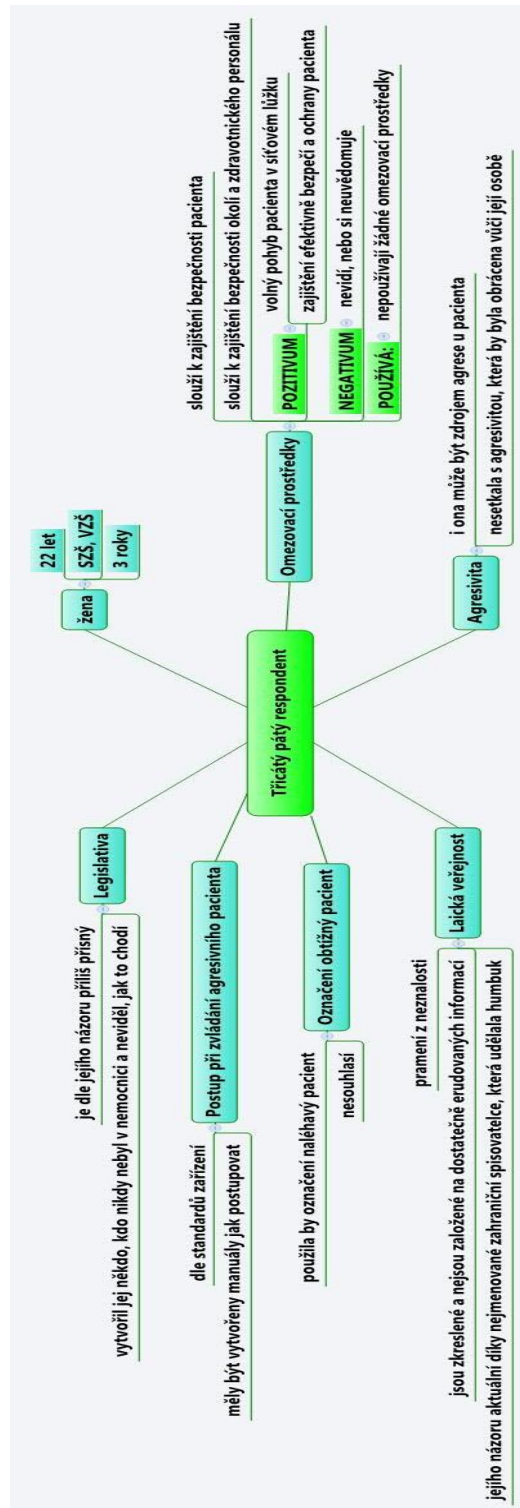 Třicátý pátý respondent
žena
22 let
SZŠ, VZŠ
3 roky
Omezovací prostředky
slouží k zajištění bezpečnosti pacienta
slouží k zajištění bezpečnosti okolí a zdravotnického personálu
POZITIVUM
volný pohyb pacienta v síťovém lůžku
zajištění efektivně bezpečí a ochrany pacienta
NEGATIVUM
nevidí, nebo si neuvědomuje
POUŽÍVÁ:
nepoužívají žádné omezovací prostředky
Agresivita
i ona může být zdrojem agrese u pacienta
nesetkala s agresivitou, která by byla obrácena vůči její osobě
Legislativa
je dle jejího názoru příliš přísný
vytvořil jej někdo, kdo nikdy nebyl v nemocnici a neviděl, jak to chodí
Postup při zvládání agresivního pacienta
dle standardů zařízení
měly být vytvořeny manuály jak postupovat
Označení obtížný pacient
použila by označení naléhavý pacient
nesouhlasí
Laická veřejnost
pramení z neznalosti
jsou zkreslené a nejsou založené na dostatečně erudovaných informací
jejího názoru aktuální díky nejmenované zahraniční spisovatelce, která udělala humbuk